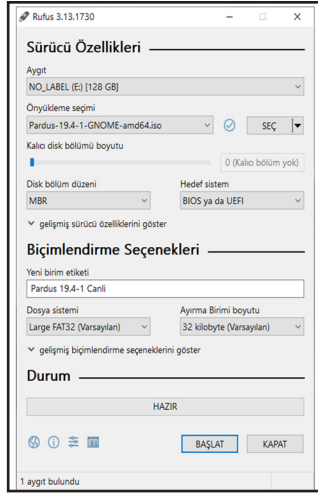 Rufus 3.13.1730
Sürücü Özellikleri
Aygıt
NO_LABEL (E:) [128 GB]
Önyükleme seçimi
Pardus-19.4-1-GNOME-amd64.iso SEÇ
Kalıcı disk bölümü boyutu
0 (Kalıcı bölüm yok)
Disk bölüm düzeni Hedef sistem
MBR BIOS ya da UEFI
gelişmiş sürücü özelliklerini göster
Biçimlendirme Seçenekleri
Yeni birim etiketi
Pardus 19.4-1 Canli
Dosya sistemi Ayırma Birimi boyutu
Large FAT32 (Varsayılan) 32 kilobyte (Varsayılan)
gelişmiş biçimlendirme seçeneklerini göster
Durum
HAZIR
BAŞLAT KAPAT
1 aygıt bulundu